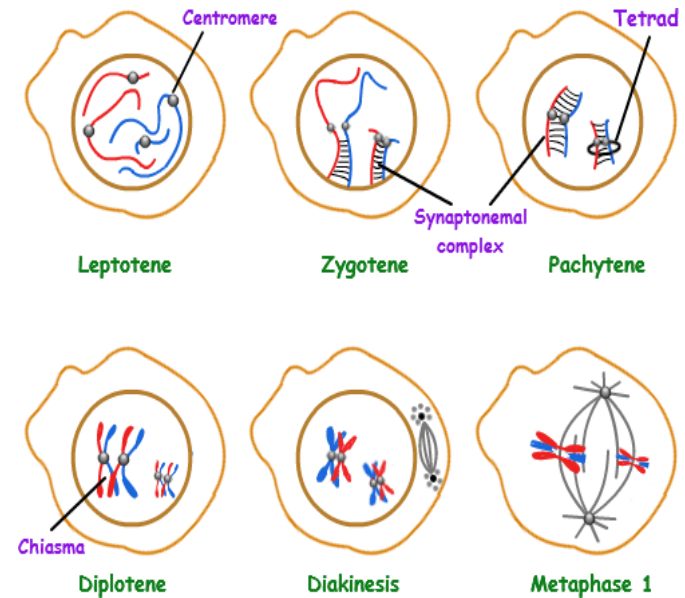 Centromere
Tetrad
Synaptonemal
complex
Leptotene
Zygotene
Pachytene
Chiasma
Diplotene
Diakinesis
Metaphase 1